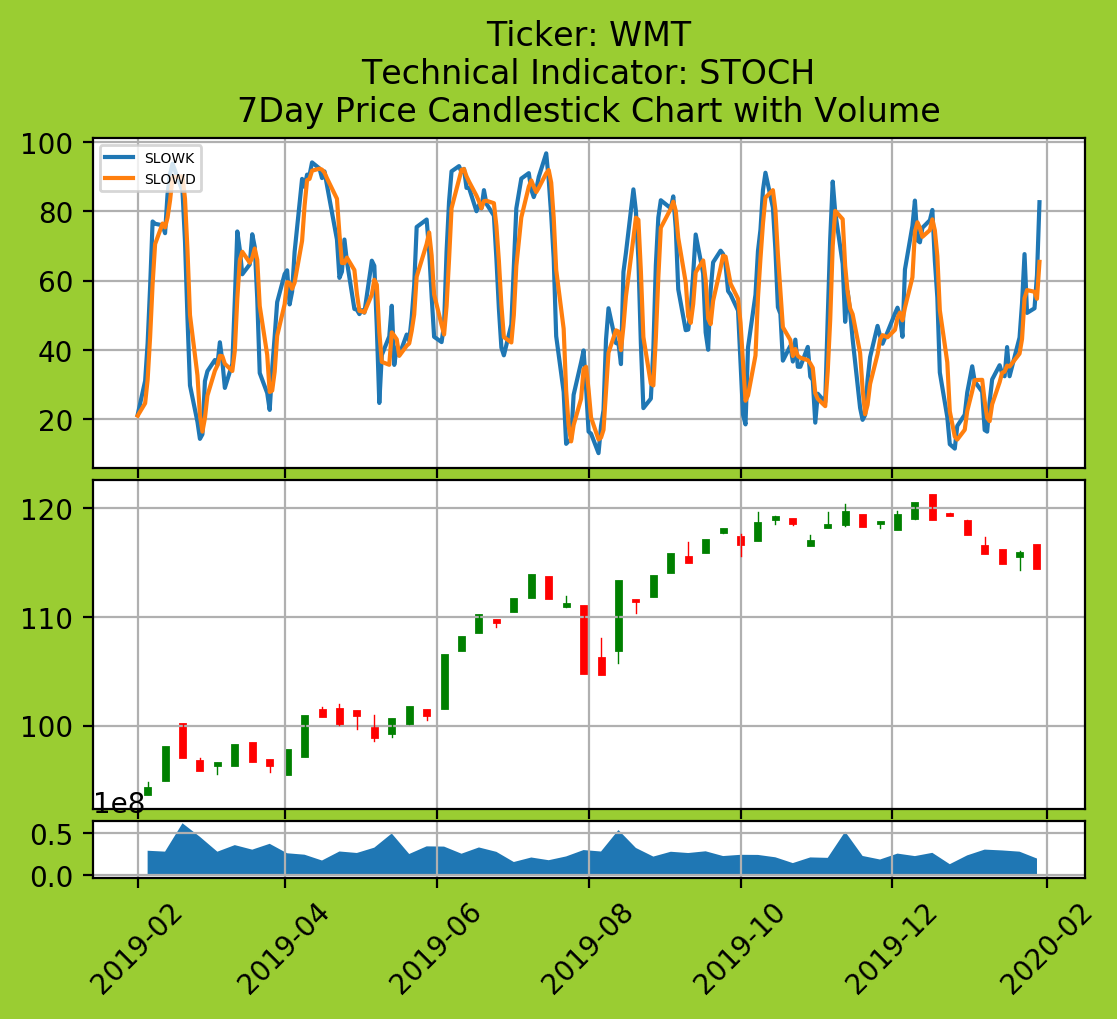 Ticker: WMT
Technical Indicator: STOCH
7Day Price Candlestick Chart with Volume
100
80
60
40
20
SLOWK
SLOWD
120
110
100
1e8
0.5
0.0
2019-02
2019-04
2019-06
2019-08
2019-10
2019-12
2020-02